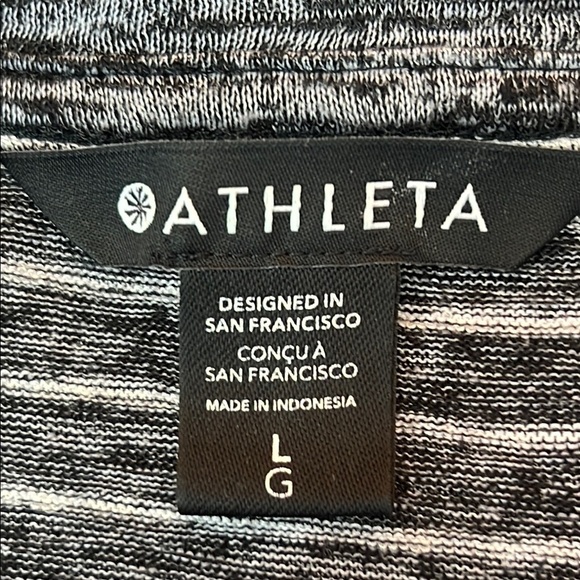 ATHLETA
DESIGNED IN
SAN FRANCISCO
CONÇU À
SAN FRANCISCO
MADE IN INDONESIA
L
G